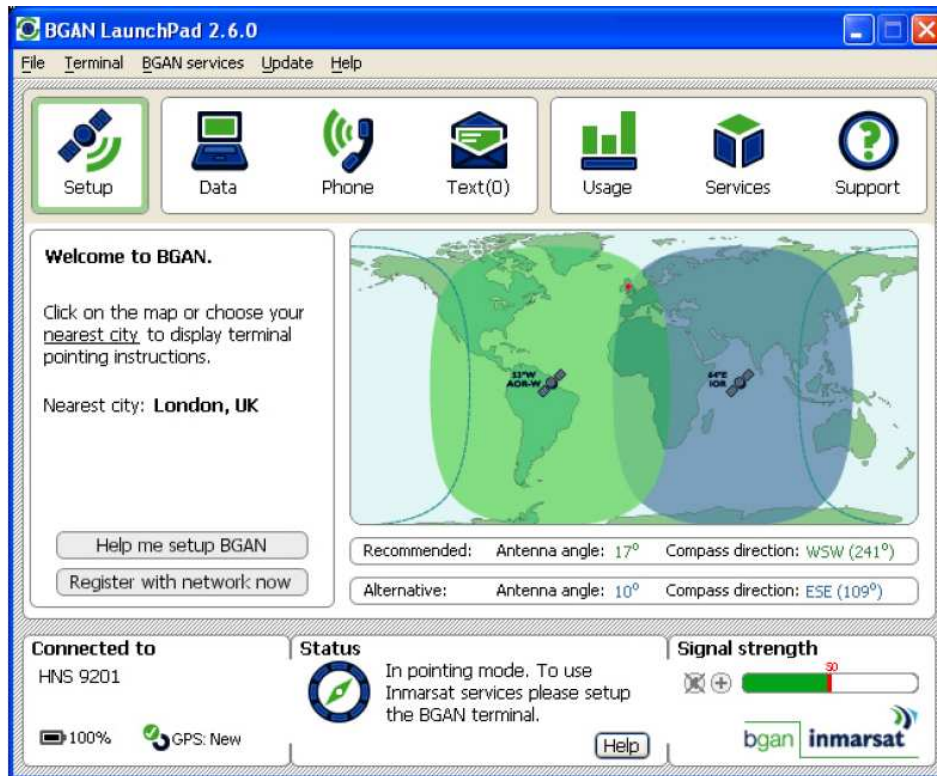 BGAN LaunchPad 2.6.0
File Terminal BGAN services Update Help
Setup
Data
Phone
Text(0)
Usage
Services
Support
Welcome to BGAN.
Click on the map or choose your
nearest city to display terminal
pointing instructions.
Nearest city: London, UK
Help me setup BGAN
Register with network now
53°W
AOR-W
64°E
IOR
Recommended: Antenna angle: 17° Compass direction: WSW (241°)
Alternative: Antenna angle: 10° Compass direction: ESE (109°)
Connected to
HNS 9201
100%
GPS: New
Status
In pointing mode. To use
Inmarsat services please setup
the BGAN terminal.
Help
Signal strength
50
bgan inmarsat